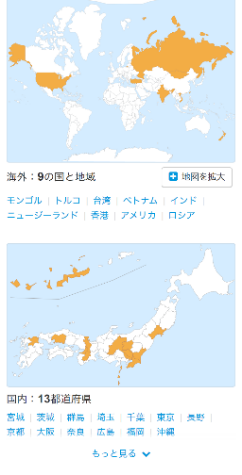 海外：9の国と地域
地図を拡大
モンゴル | トルコ | 台湾 | ベトナム | インド |
ニュージーランド | 香港 | アメリカ | ロシア
国内：13都道府県
宮城 | 茨城 | 群馬 | 埼玉 | 千葉 | 東京 | 長野 |
京都 | 大阪 | 奈良 | 広島 | 福岡 | 沖縄
もっと見る